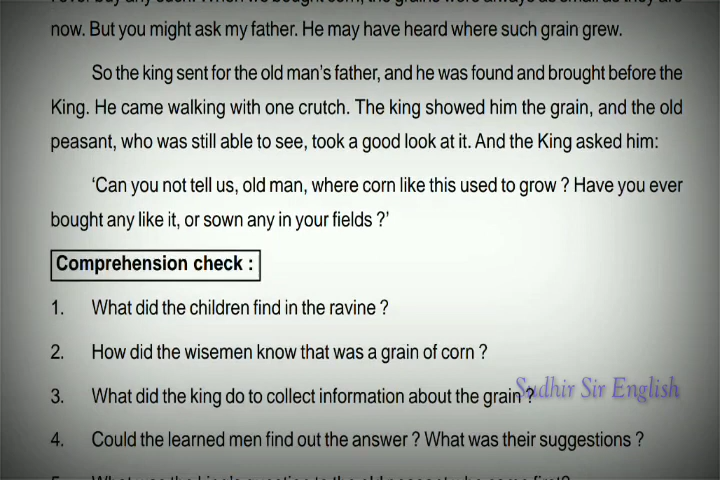 now. But you might ask my father. He may have heard where such grain grew.
So the king sent for the old man's father, and he was found and brought before the
King. He came walking with one crutch. The king showed him the grain, and the old
peasant, who was still able to see, took a good look at it. And the King asked him:
'Can you not tell us, old man, where corn like this used to grow ? Have you ever
bought any like it, or sown any in your fields ?'
Comprehension check :
1. What did the children find in the ravine ?
2. How did the wisemen know that was a grain of corn ?
3. What did the king do to collect information about the grain ?
Sudhir Sir English
4. Could the learned men find out the answer ? What was their suggestions ?